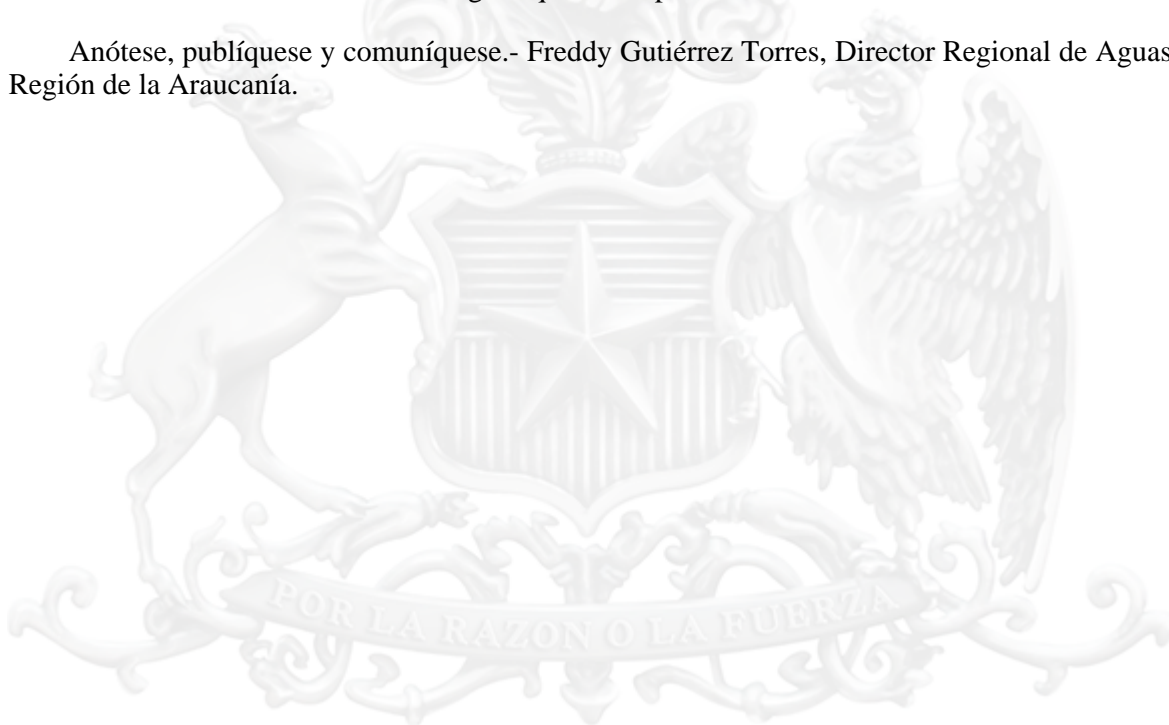 Anótese, publíquese y comuníquese.- Freddy Gutiérrez Torres, Director Regional de Aguas
Región de la Araucanía.
POR LA RAZON O LA FUERZA